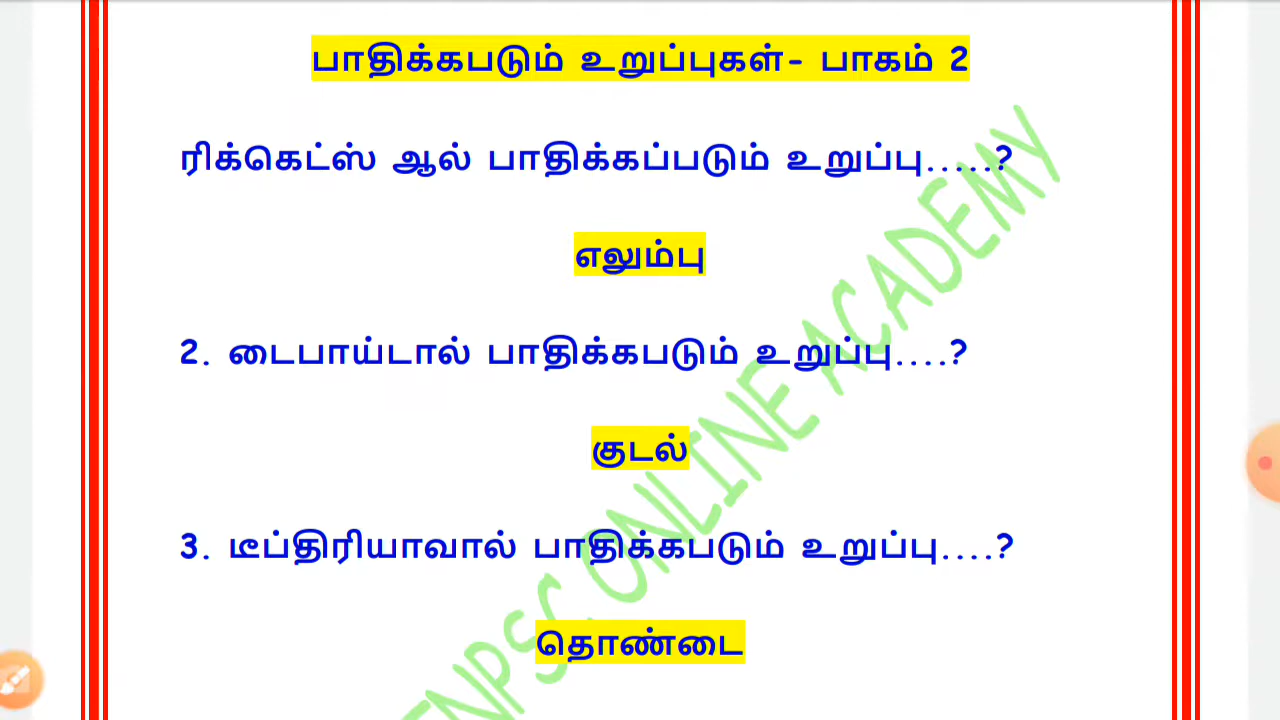 பாதிக்கபடும் உறுப்புகள்- பாகம் 2
ரிக்கெட்ஸ் ஆல் பாதிக்கப்படும் உறுப்பு.....?
எலும்பு
2. டைபாய்டால் பாதிக்கபடும் உறுப்பு....?
குடல்
3. டீப்திரியாவால் பாதிக்கபடும் உறுப்பு....?
தொண்டை
TNPSC ONLINE ACADEMY